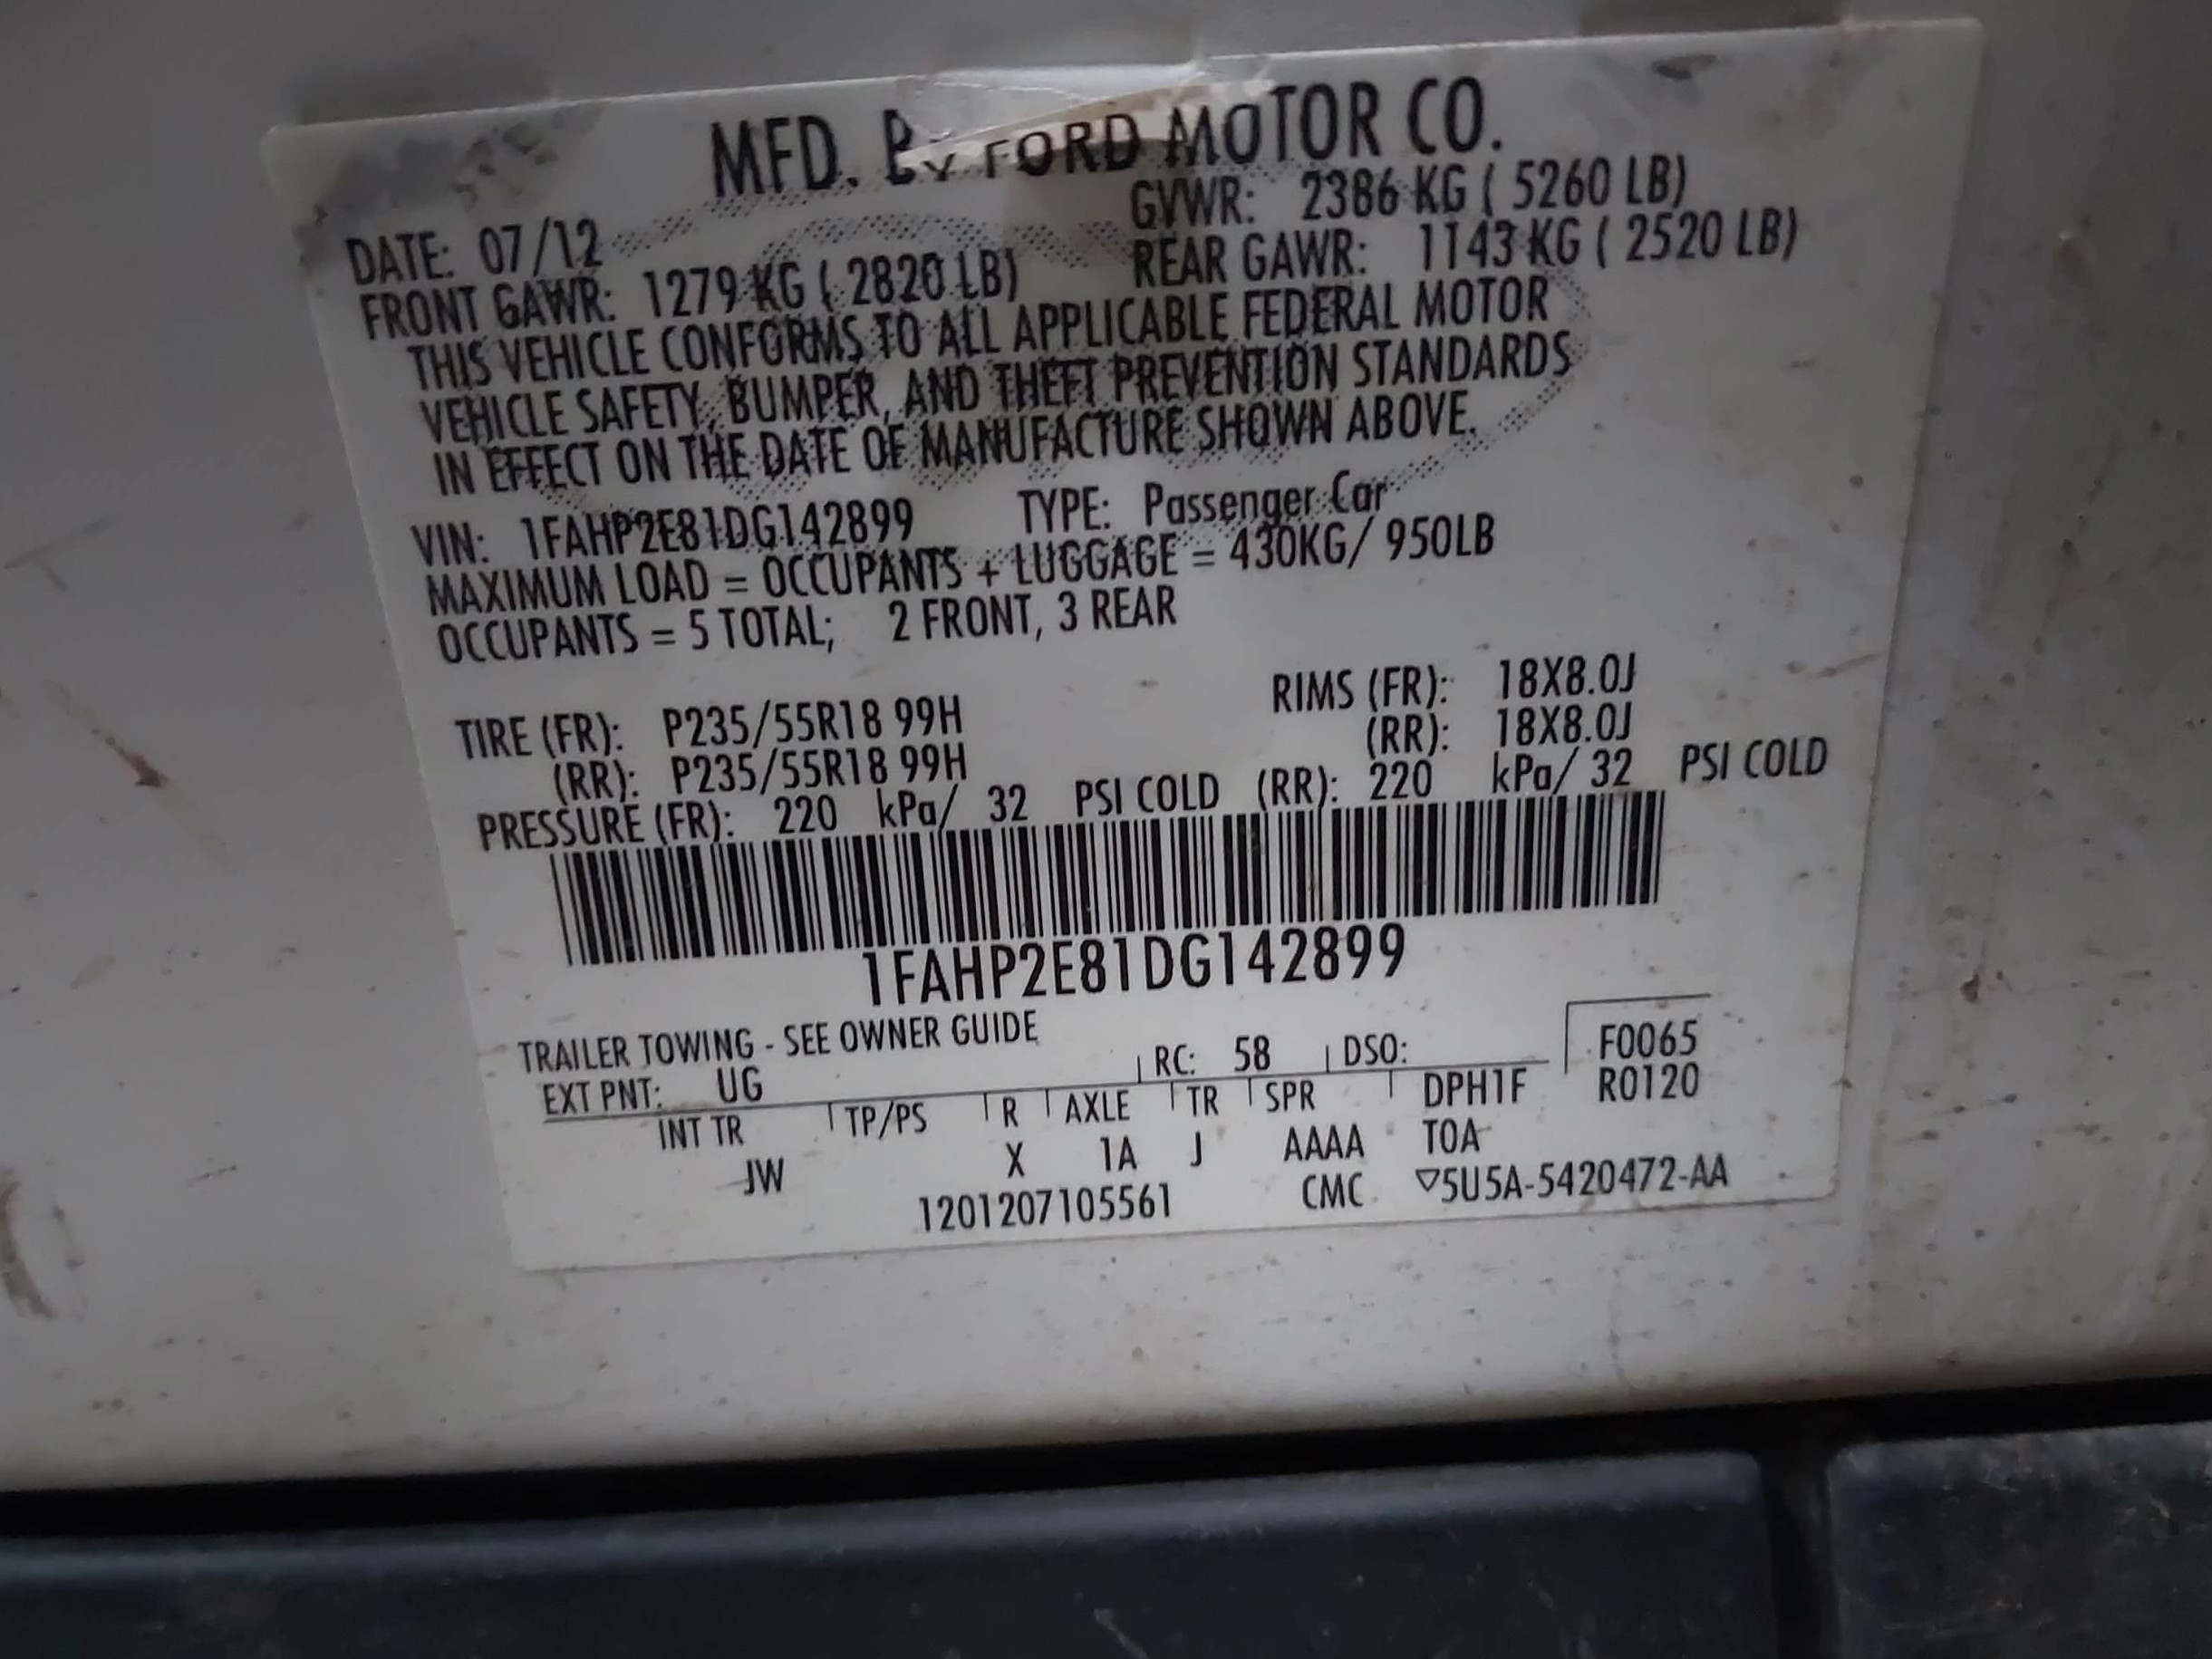 MFD. BY FORD MOTOR CO.
DATE: 07/12 GVWR: 2386 KG ( 5260 LB)
FRONT GAWR: 1279 KG ( 2820 LB) REAR GAWR: 1143 KG ( 2520 LB)
THIS VEHICLE CONFORMS TO ALL APPLICABLE FEDERAL MOTOR
VEHICLE SAFETY, BUMPER, AND THEFT PREVENTION STANDARDS
IN EFFECT ON THE DATE OF MANUFACTURE SHOWN ABOVE.
VIN: 1FAHP2E81DG142899 TYPE: Passenger Car
MAXIMUM LOAD = OCCUPANTS + LUGGAGE = 430KG/ 950LB
OCCUPANTS = 5 TOTAL; 2 FRONT, 3 REAR
TIRE (FR): P235/55R18 99H RIMS (FR): 18X8.0J
(RR): P235/55R18 99H (RR): 18X8.0J
PRESSURE (FR): 220 kPa/ 32 PSI COLD (RR): 220 kPa/ 32 PSI COLD
1FAHP2E81DG142899
TRAILER TOWING - SEE OWNER GUIDE
EXT PNT: UG RC: 58 DSO: F0065
INT TR TP/PS R AXLE TR SPR DPH1F R0120
JW X 1A J AAAA TOA
1201207105561 CMC ▽5U5A-5420472-AA